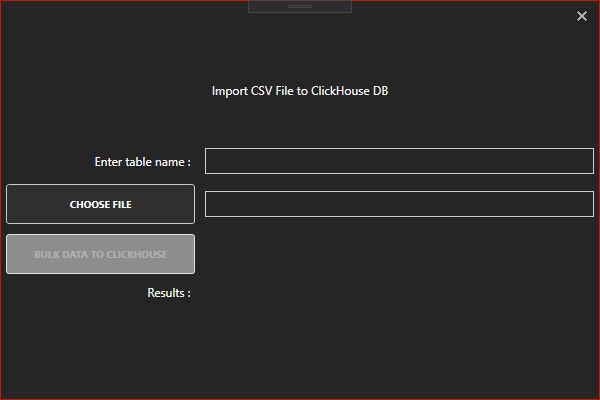 Import CSV File to ClickHouse DB
Enter table name :
CHOOSE FILE
BULK DATA TO CLICKHOUSE
Results :